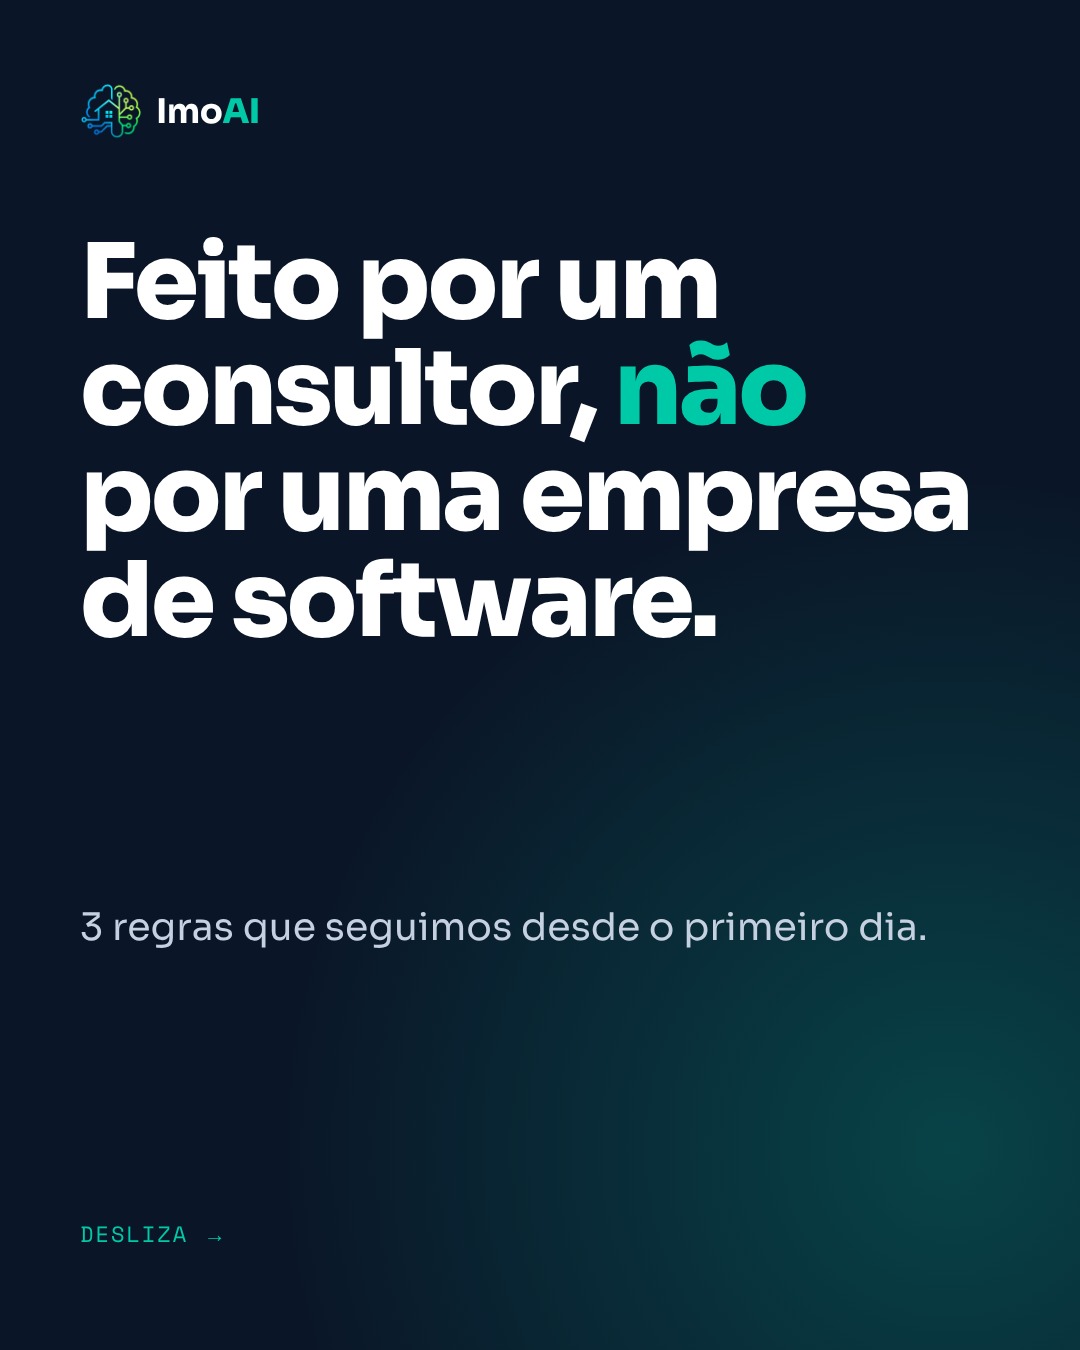 ImoAI
Feito por um
consultor, não
por uma empresa
de software.
3 regras que seguimos desde o primeiro dia.
DESLIZA →